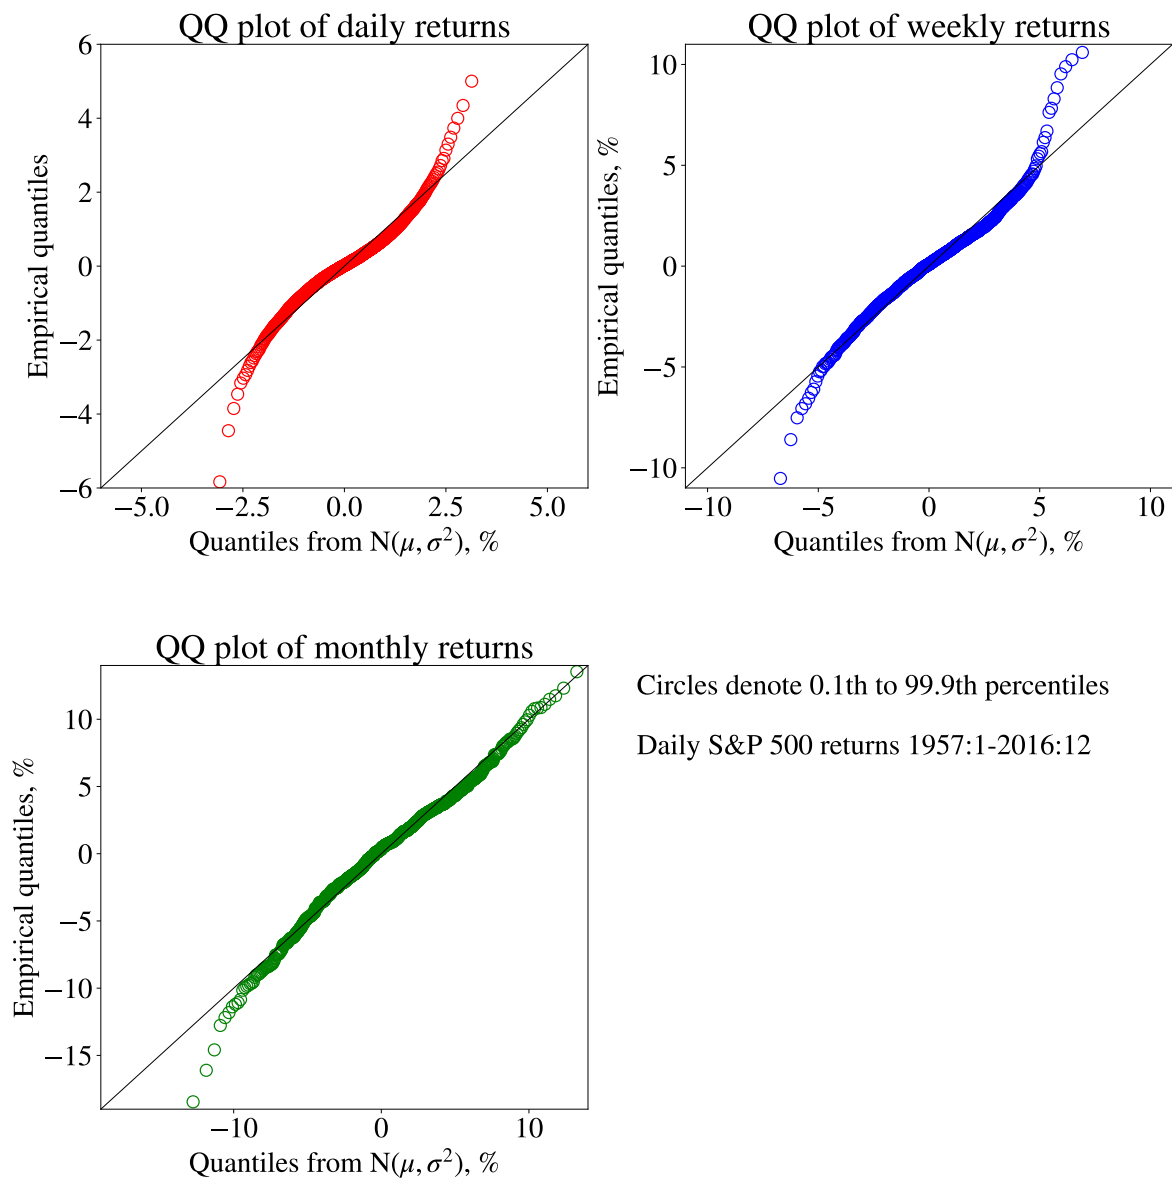 QQ plot of daily returns
6
4
2
0
−2
−4
−6
Empirical quantiles
−5.0 −2.5 0.0 2.5 5.0
Quantiles from N(μ, σ²), %
QQ plot of weekly returns
10
5
0
−5
−10
Empirical quantiles, %
−10 −5 0 5 10
Quantiles from N(μ, σ²), %
QQ plot of monthly returns
10
5
0
−5
−10
−15
Empirical quantiles, %
−10 0 10
Quantiles from N(μ, σ²), %
Circles denote 0.1th to 99.9th percentiles
Daily S&P 500 returns 1957:1-2016:12